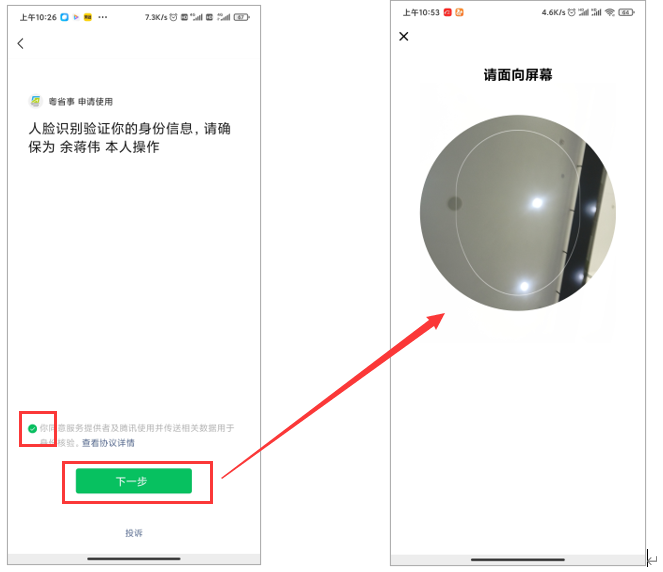 上午10:26
7.3K/s
67
粤省事 申请使用
人脸识别验证你的身份信息，请确
保为 余蒋伟 本人操作
你同意服务提供者及腾讯使用并传送相关数据用于
身份核验，查看协议详情
下一步
投诉
上午10:53
4.6K/s
64
请面向屏幕